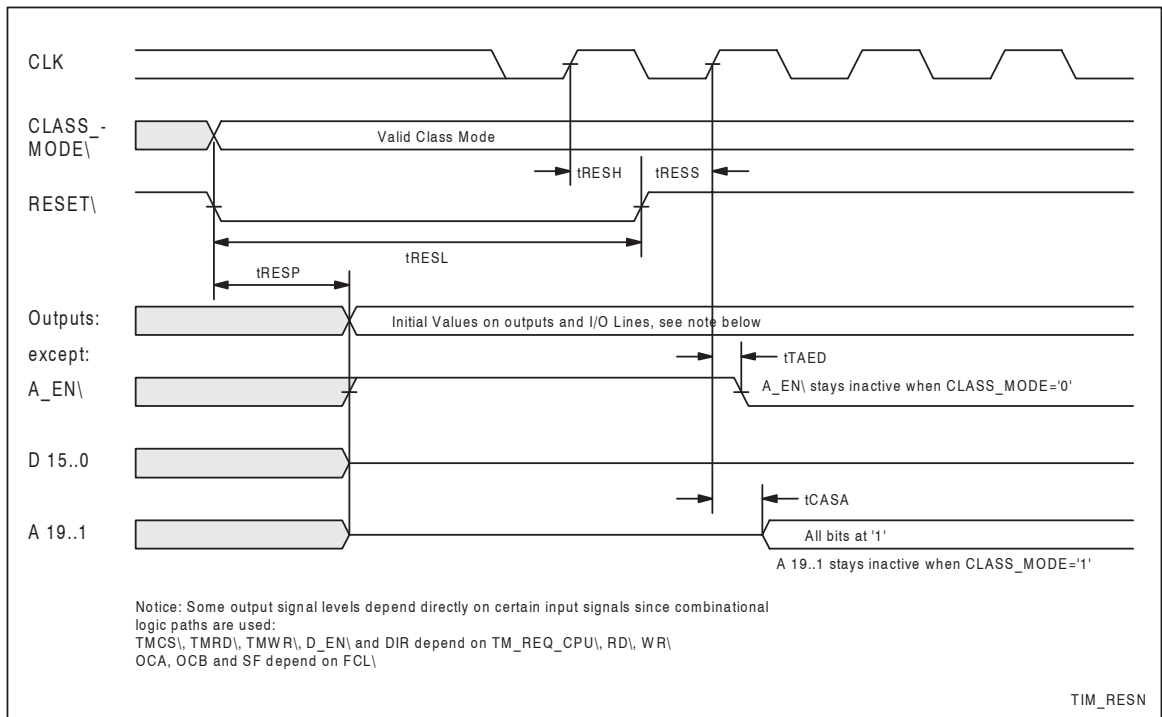 CLK
CLASS_-
MODE\
Valid Class Mode
tRESH
tRESS
RESET\
tRESL
tRESP
Outputs:
Initial Values on outputs and I/O Lines, see note below
except:
tTAED
A_EN\
A_EN\ stays inactive when CLASS_MODE='0'
D 15..0
tCASA
A 19..1
All bits at '1'
A 19..1 stays inactive when CLASS_MODE='1'
Notice: Some output signal levels depend directly on certain input signals since combinational
logic paths are used:
TMCS\, TMRD\, TMWR\, D_EN\ and DIR depend on TM_REQ_CPU\, RD\, WR\
OCA, OCB and SF depend on FCL\
TIM_RESN